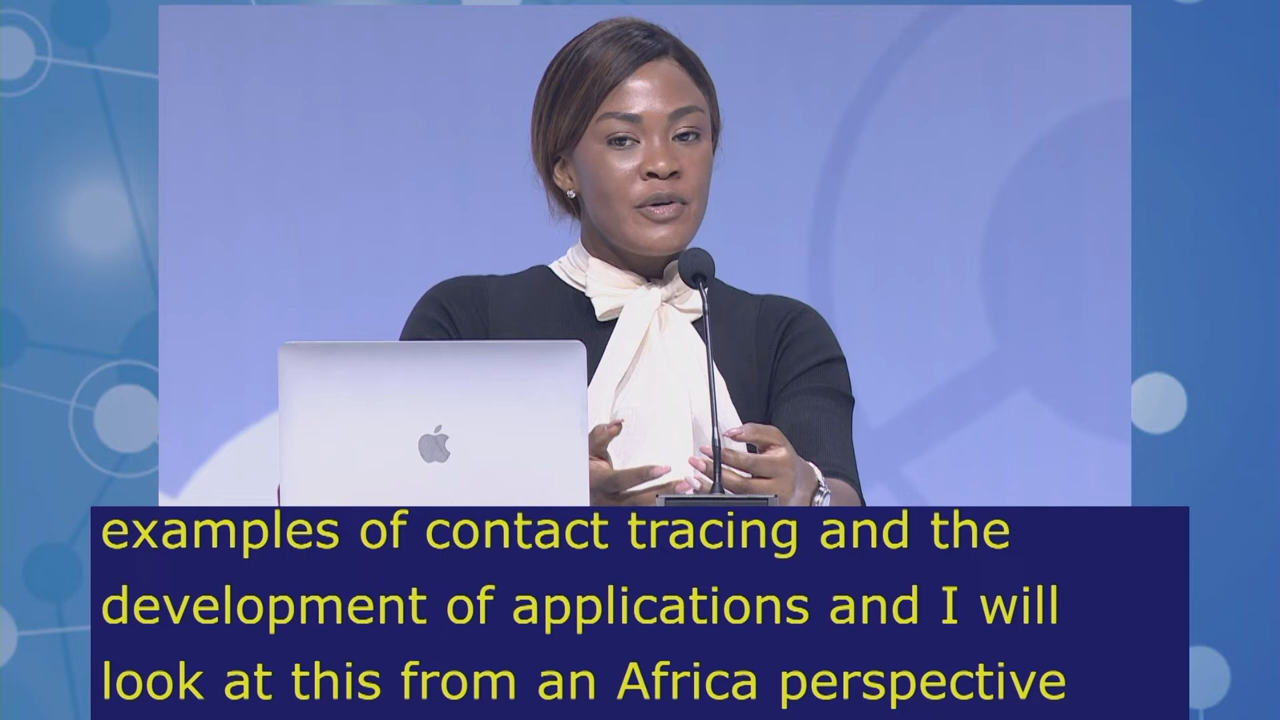 examples of contact tracing and the
development of applications and I will
look at this from an Africa perspective